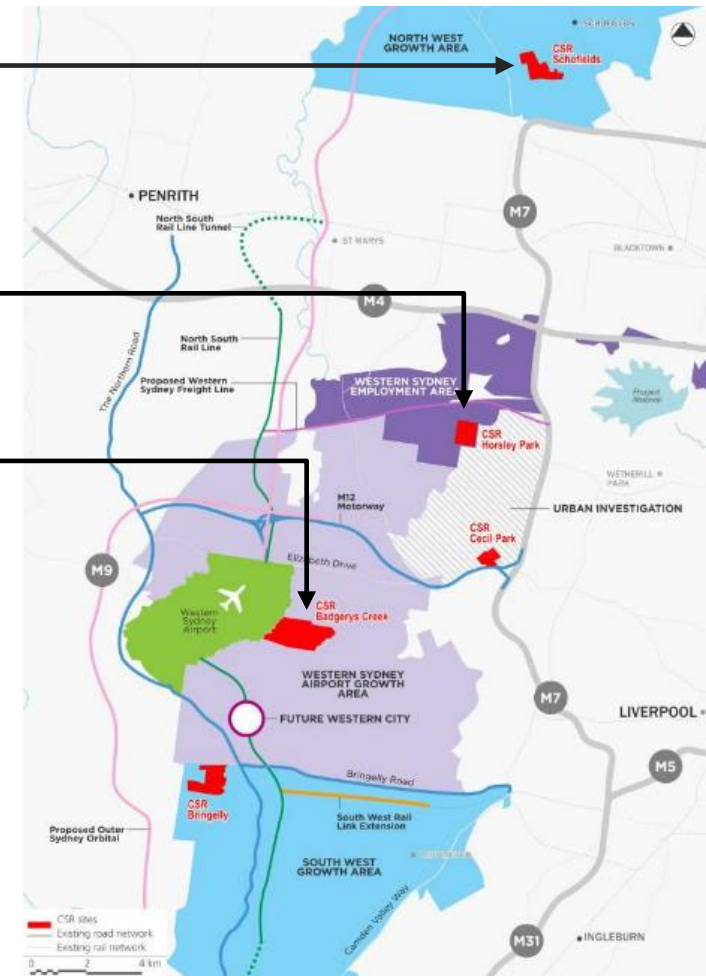 SCHOFIELDS
NORTH WEST
GROWTH AREA
CSR
Schofields
PENRITH
North South
Rail Line Tunnel
M7
ST MARYS
BLACKTOWN
M4
The Northern Road
North South
Rail Line
Proposed Western
Sydney Freight Line
WESTERN SYDNEY
EMPLOYMENT AREA
Prospect
Reservoir
CSR
Horsley Park
WETHERILL
PARK
M12
Motorway
URBAN INVESTIGATION
CSR
Cecil Park
Elizabeth Drive
M9
Western
Sydney
Airport
CSR
Badgerys Creek
WESTERN SYDNEY
AIRPORT GROWTH
AREA
M7
LIVERPOOL
FUTURE WESTERN CITY
M5
Bringelly Road
CSR
Bringelly
South West Rail
Link Extension
Proposed Outer
Sydney Orbital
SOUTH WEST
GROWTH AREA
Camden Valley Way
CSR sites
Existing road network
Existing rail network
0 2 4 km
M31
INGLEBURN